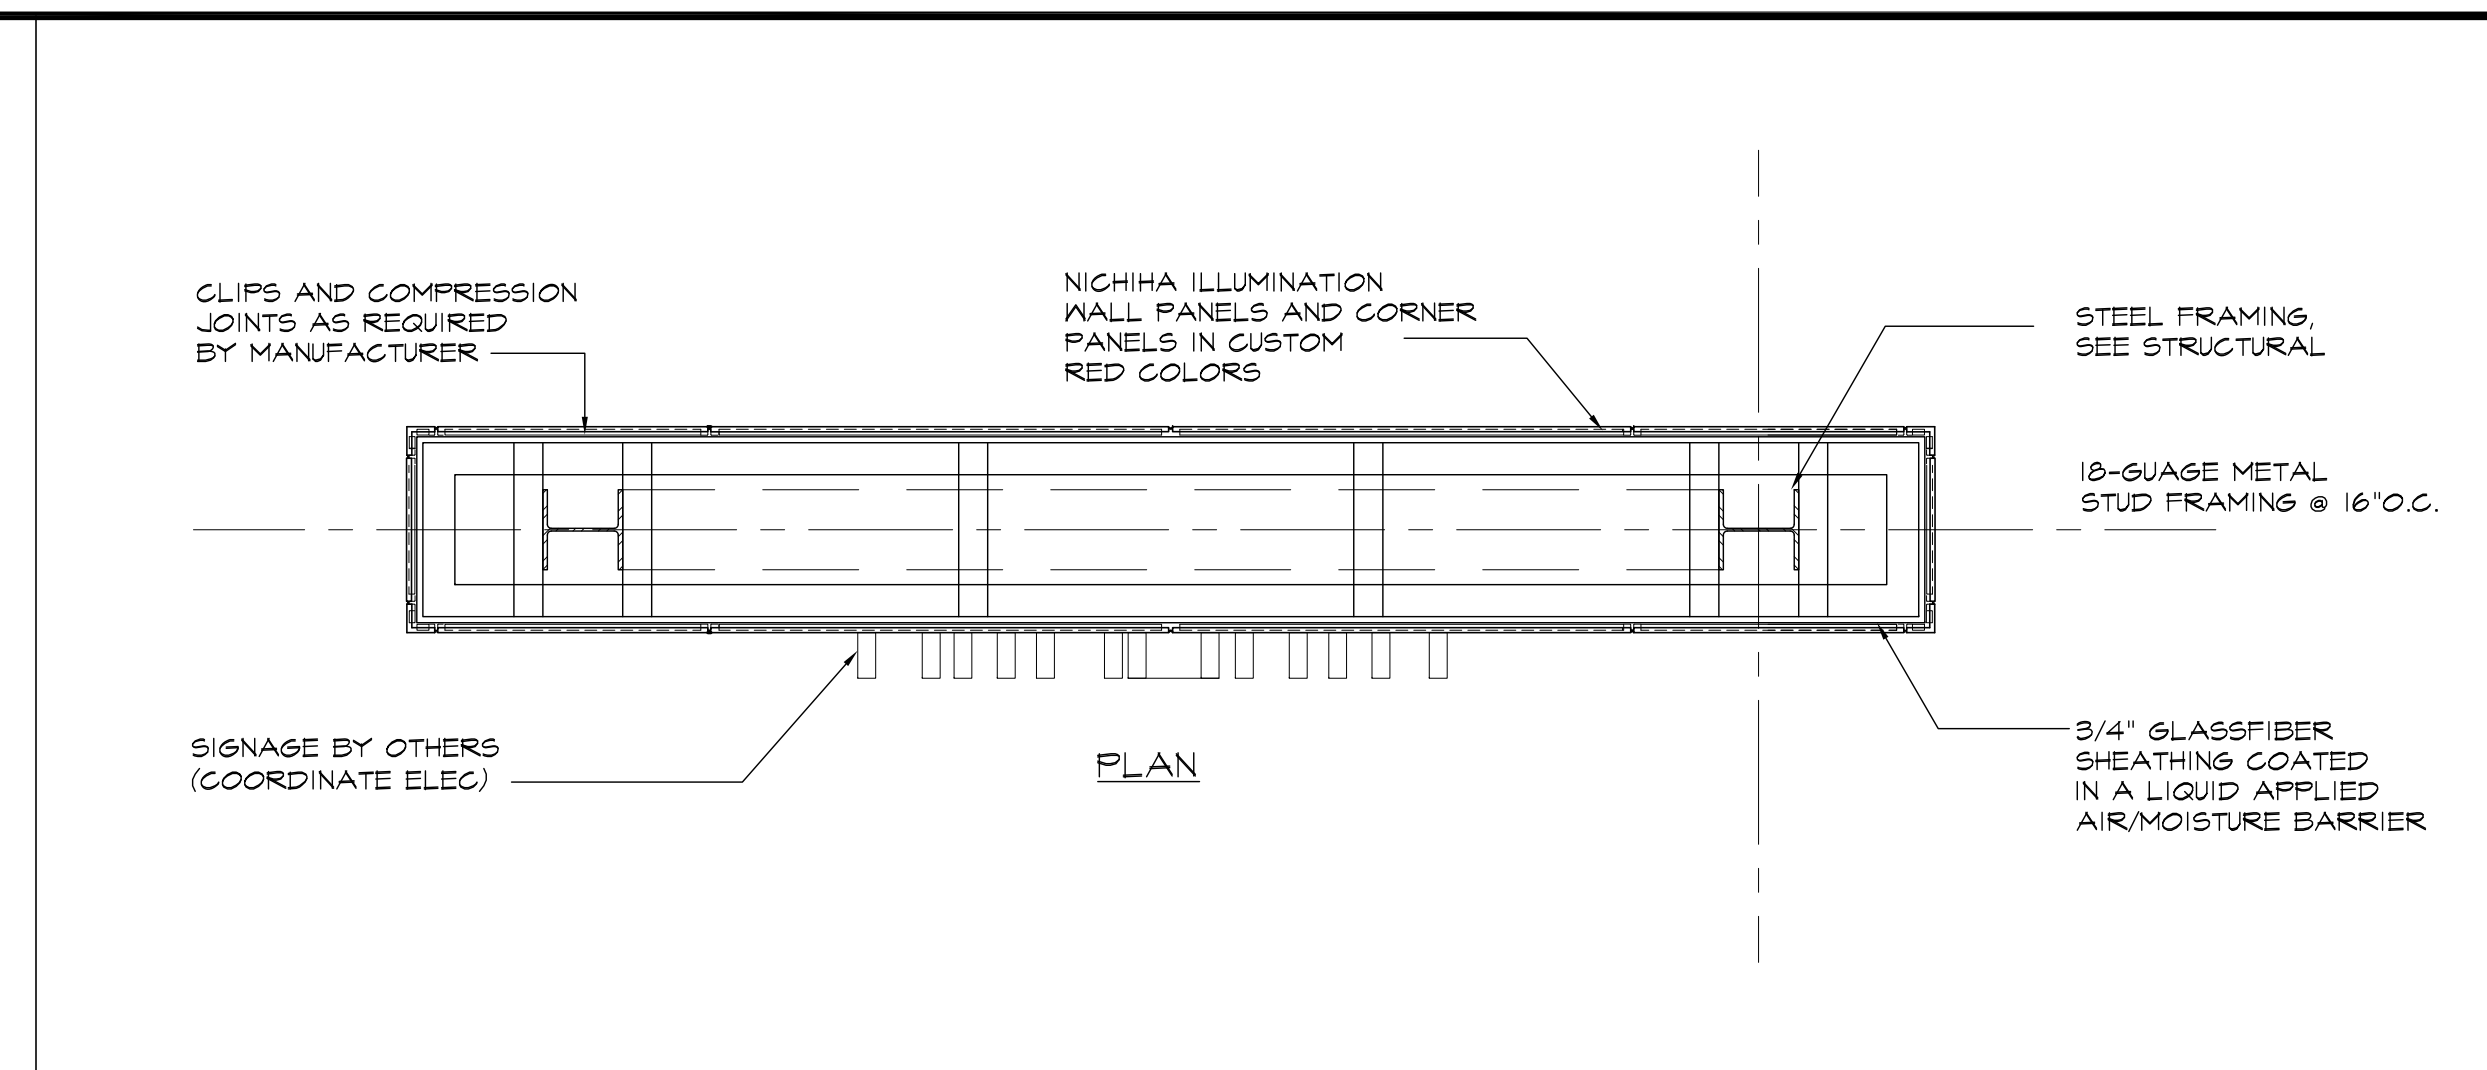 CLIPS AND COMPRESSION
JOINTS AS REQUIRED
BY MANUFACTURER
NICHIHA ILLUMINATION
WALL PANELS AND CORNER
PANELS IN CUSTOM
RED COLORS
STEEL FRAMING,
SEE STRUCTURAL
18-GUAGE METAL
STUD FRAMING @ 16"O.C.
SIGNAGE BY OTHERS
(COORDINATE ELEC)
PLAN
3/4" GLASSFIBER
SHEATHING COATED
IN A LIQUID APPLIED
AIR/MOISTURE BARRIER